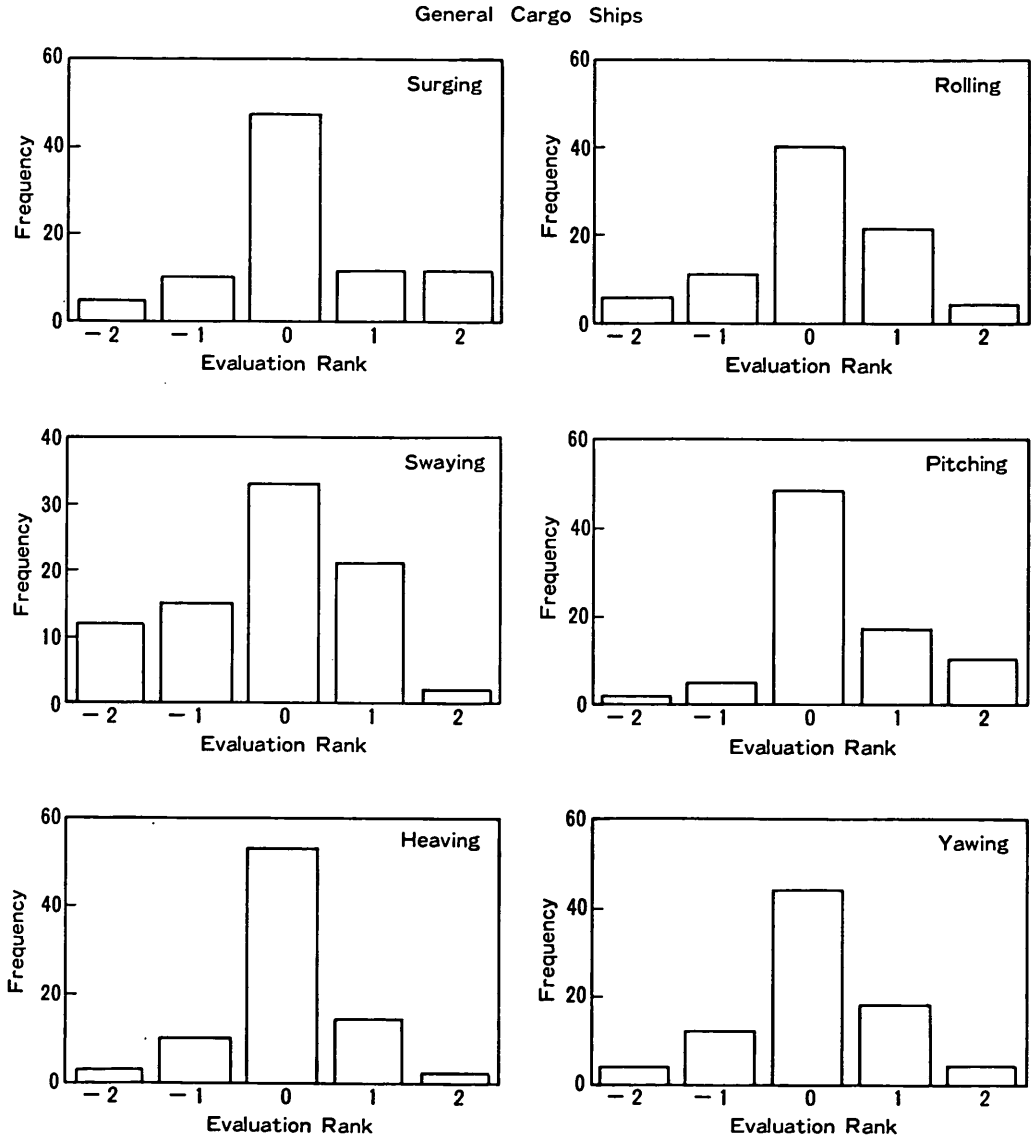 General Cargo Ships
Surging
Frequency
60
40
20
0
−2 −1 0 1 2
Evaluation Rank
Rolling
Frequency
60
40
20
0
−2 −1 0 1 2
Evaluation Rank
Swaying
Frequency
40
30
20
10
0
−2 −1 0 1 2
Evaluation Rank
Pitching
Frequency
60
40
20
0
−2 −1 0 1 2
Evaluation Rank
Heaving
Frequency
60
40
20
0
−2 −1 0 1 2
Evaluation Rank
Yawing
Frequency
60
40
20
0
−2 −1 0 1 2
Evaluation Rank